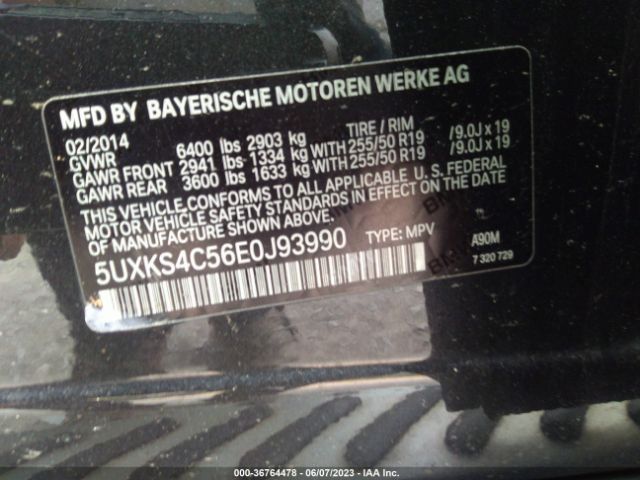 MFD BY BAYERISCHE MOTOREN WERKE AG
02/2014 TIRE / RIM
GVWR 6400 lbs 2903 kg
GAWR FRONT 2941 lbs 1334 kg WITH 255/50 R19 /9.0J x 19
GAWR REAR 3600 lbs 1633 kg WITH 255/50 R19 /9.0J x 19
THIS VEHICLE CONFORMS TO ALL APPLICABLE U.S. FEDERAL
MOTOR VEHICLE SAFETY STANDARDS IN EFFECT ON THE DATE
OF MANUFACTURE SHOWN ABOVE.
5UXKS4C56E0J93990 TYPE: MPV A90M
7 320 729
000-36764478 - 06/07/2023 - IAA Inc.